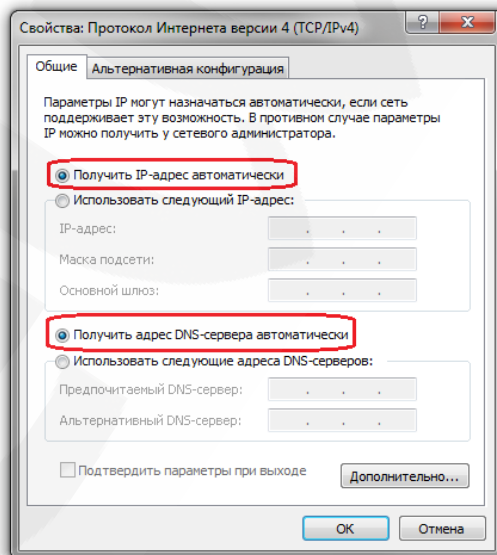 Свойства: Протокол Интернета версии 4 (TCP/IPv4)
Общие
Альтернативная конфигурация
Параметры IP могут назначаться автоматически, если сеть
поддерживает эту возможность. В противном случае параметры
IP можно получить у сетевого администратора.
Получить IP-адрес автоматически
Использовать следующий IP-адрес:
IP-адрес:
Маска подсети:
Основной шлюз:
Получить адрес DNS-сервера автоматически
Использовать следующие адреса DNS-серверов:
Предпочитаемый DNS-сервер:
Альтернативный DNS-сервер:
Подтвердить параметры при выходе
Дополнительно...
ОК
Отмена